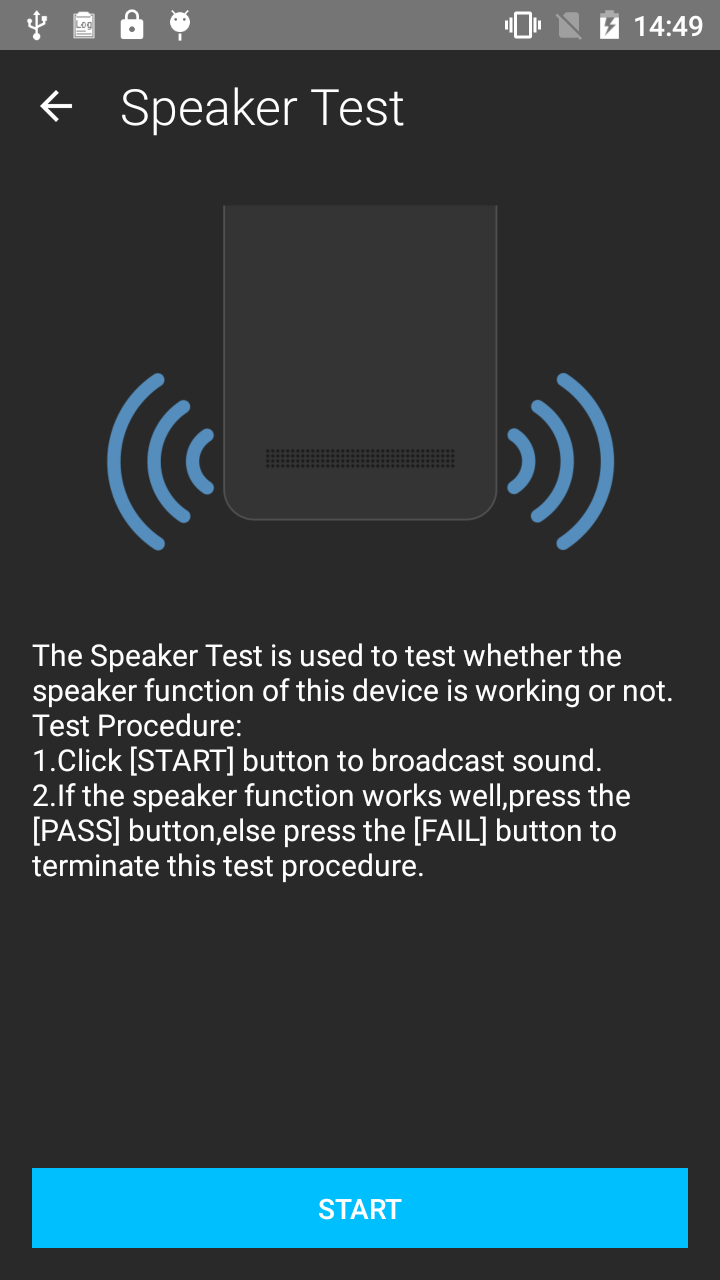 Log
14:49
Speaker Test
The Speaker Test is used to test whether the
speaker function of this device is working or not.
Test Procedure:
1.Click [START] button to broadcast sound.
2.If the speaker function works well,press the
[PASS] button,else press the [FAIL] button to
terminate this test procedure.
START